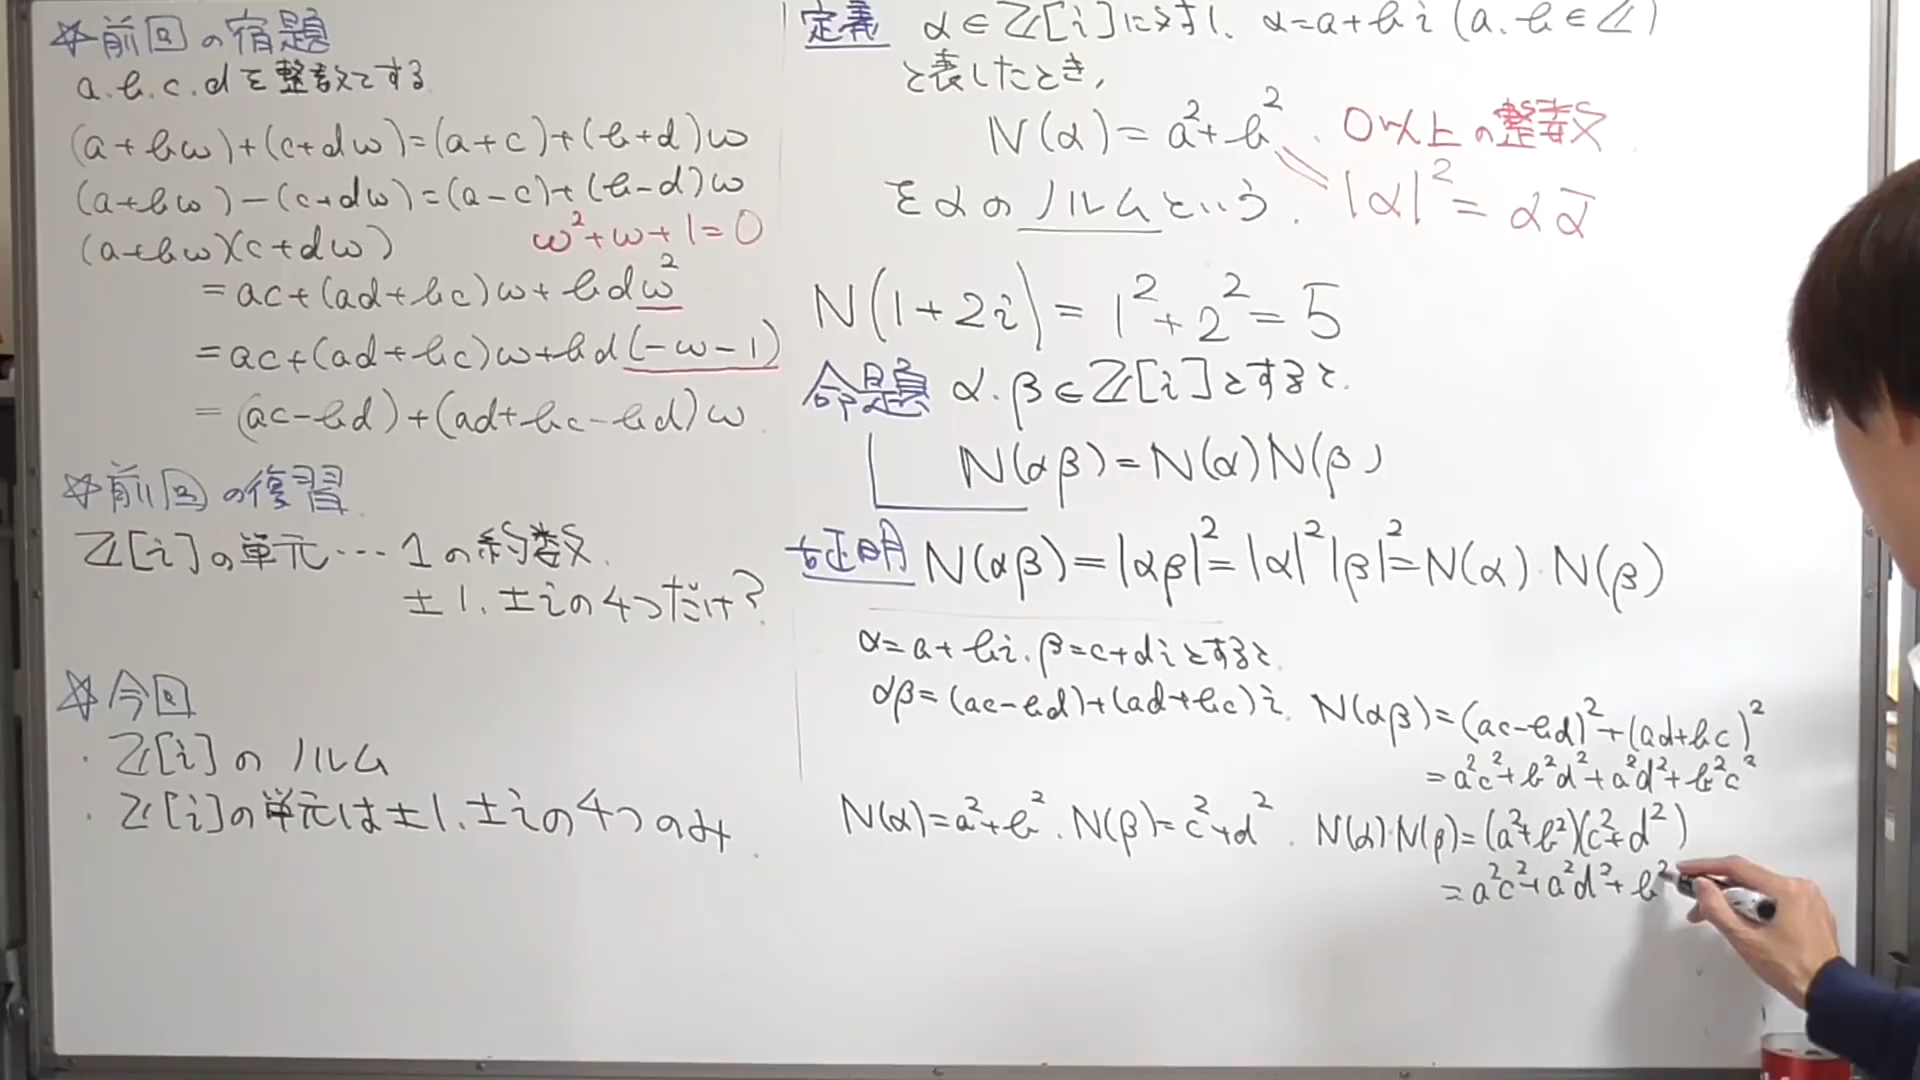 ☆前回の宿題
a.b.c.dを整数とする
(a+bω)+(c+dω)=(a+c)+(b+d)ω
(a+bω)-(c+dω)=(a-c)+(b-d)ω
(a+bω)(c+dω)
ω²+ω+1=0
=ac+(ad+bc)ω+bdω²
=ac+(ad+bc)ω+bd(-ω-1)
=(ac-bd)+(ad+bc-bd)ω.
☆前回の復習
Z[i]の単元…1の約数.
±1.±iの4つだけ?
☆今回
・Z[i]のノルム
・Z[i]の単元は±1.±iの4つのみ.
定義 α∈Z[i]に対し、α=a+bi(a.b∈Z)
と表したとき,
N(α)=a²+b². 0以上の整数
をαのノルムという. |α|²=αᾱ
N(1+2i)=1²+2²=5
命題 α.β∈Z[i]とすると.
N(αβ)=N(α)N(β)
証明 N(αβ)=|αβ|²=|α|²|β|²=N(α)・N(β)
α=a+bi.β=c+diとすると.
αβ=(ac-bd)+(ad+bc)i. N(αβ)=(ac-bd)²+(ad+bc)²
=a²c²+b²d²+a²d²+b²c²
N(α)=a²+b².N(β)=c²+d². N(α)・N(β)=(a²+b²)(c²+d²)
=a²c²+a²d²+b²